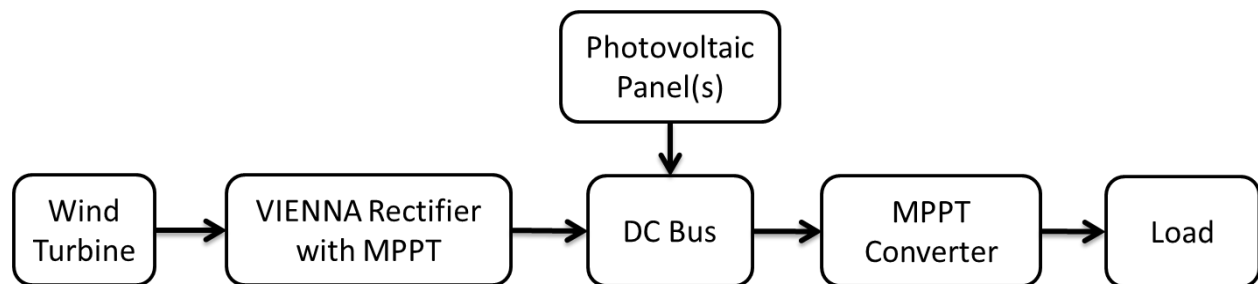 Photovoltaic
Panel(s)
Wind
Turbine
VIENNA Rectifier
with MPPT
DC Bus
MPPT
Converter
Load